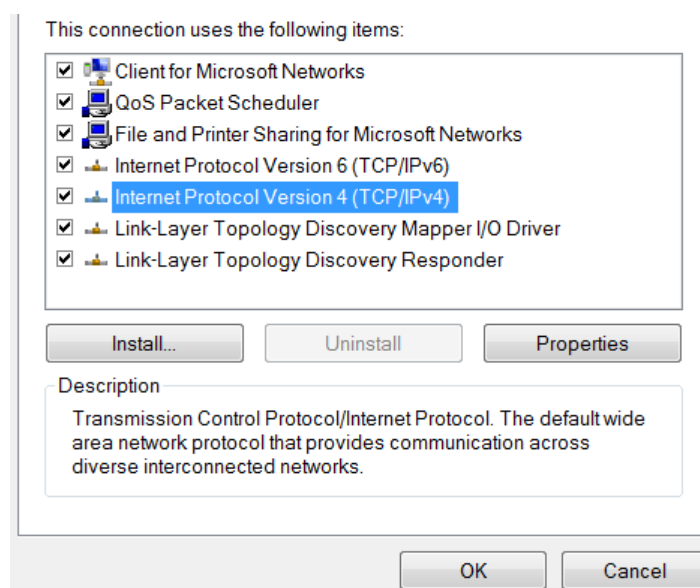 This connection uses the following items:
Client for Microsoft Networks
QoS Packet Scheduler
File and Printer Sharing for Microsoft Networks
Internet Protocol Version 6 (TCP/IPv6)
Internet Protocol Version 4 (TCP/IPv4)
Link-Layer Topology Discovery Mapper I/O Driver
Link-Layer Topology Discovery Responder
Install... Uninstall Properties
Description
Transmission Control Protocol/Internet Protocol. The default wide
area network protocol that provides communication across
diverse interconnected networks.
OK Cancel